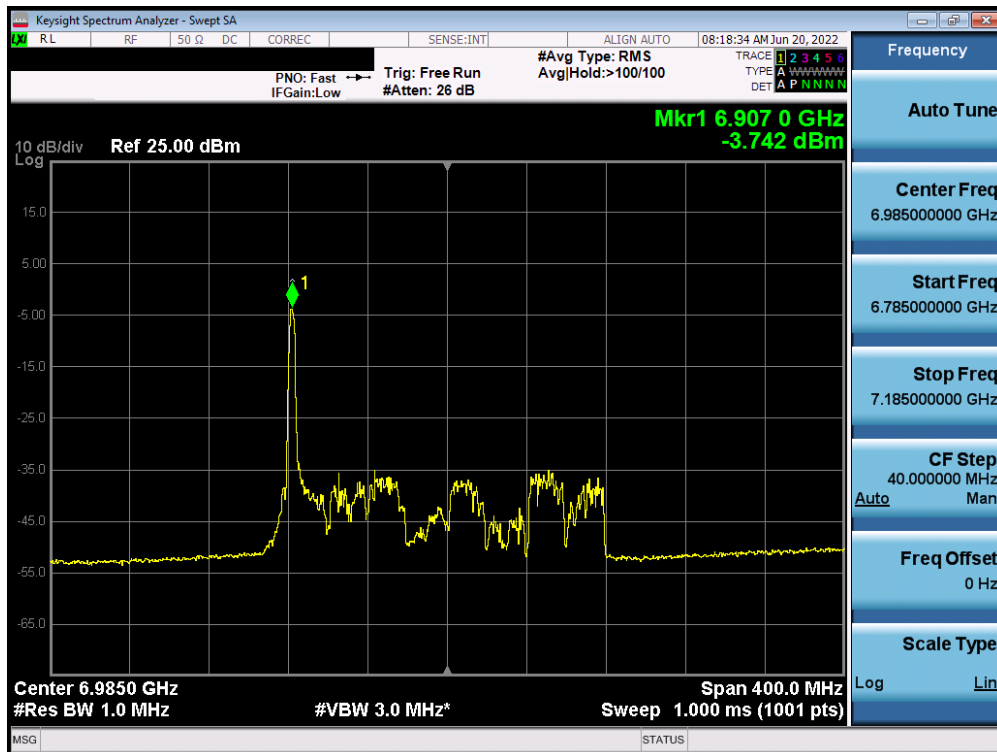 Keysight Spectrum Analyzer - Swept SA
LXI RL RF 50 Ω DC CORREC SENSE:INT ALIGN AUTO 08:18:34 AM Jun 20, 2022
PNO: Fast Trig: Free Run #Avg Type: RMS TRACE 1 2 3 4 5 6
IFGain:Low #Atten: 26 dB Avg|Hold:>100/100 TYPE A WWWWW
DET A P N N N N
Mkr1 6.907 0 GHz
-3.742 dBm
10 dB/div Ref 25.00 dBm
Log
15.0
5.00
1
-5.00
-15.0
-25.0
-35.0
-45.0
-55.0
-65.0
Center 6.9850 GHz Span 400.0 MHz
#Res BW 1.0 MHz #VBW 3.0 MHz* Sweep 1.000 ms (1001 pts)
MSG STATUS
Frequency
Auto Tune
Center Freq
6.985000000 GHz
Start Freq
6.785000000 GHz
Stop Freq
7.185000000 GHz
CF Step
40.000000 MHz
Auto Man
Freq Offset
0 Hz
Scale Type
Log Lin